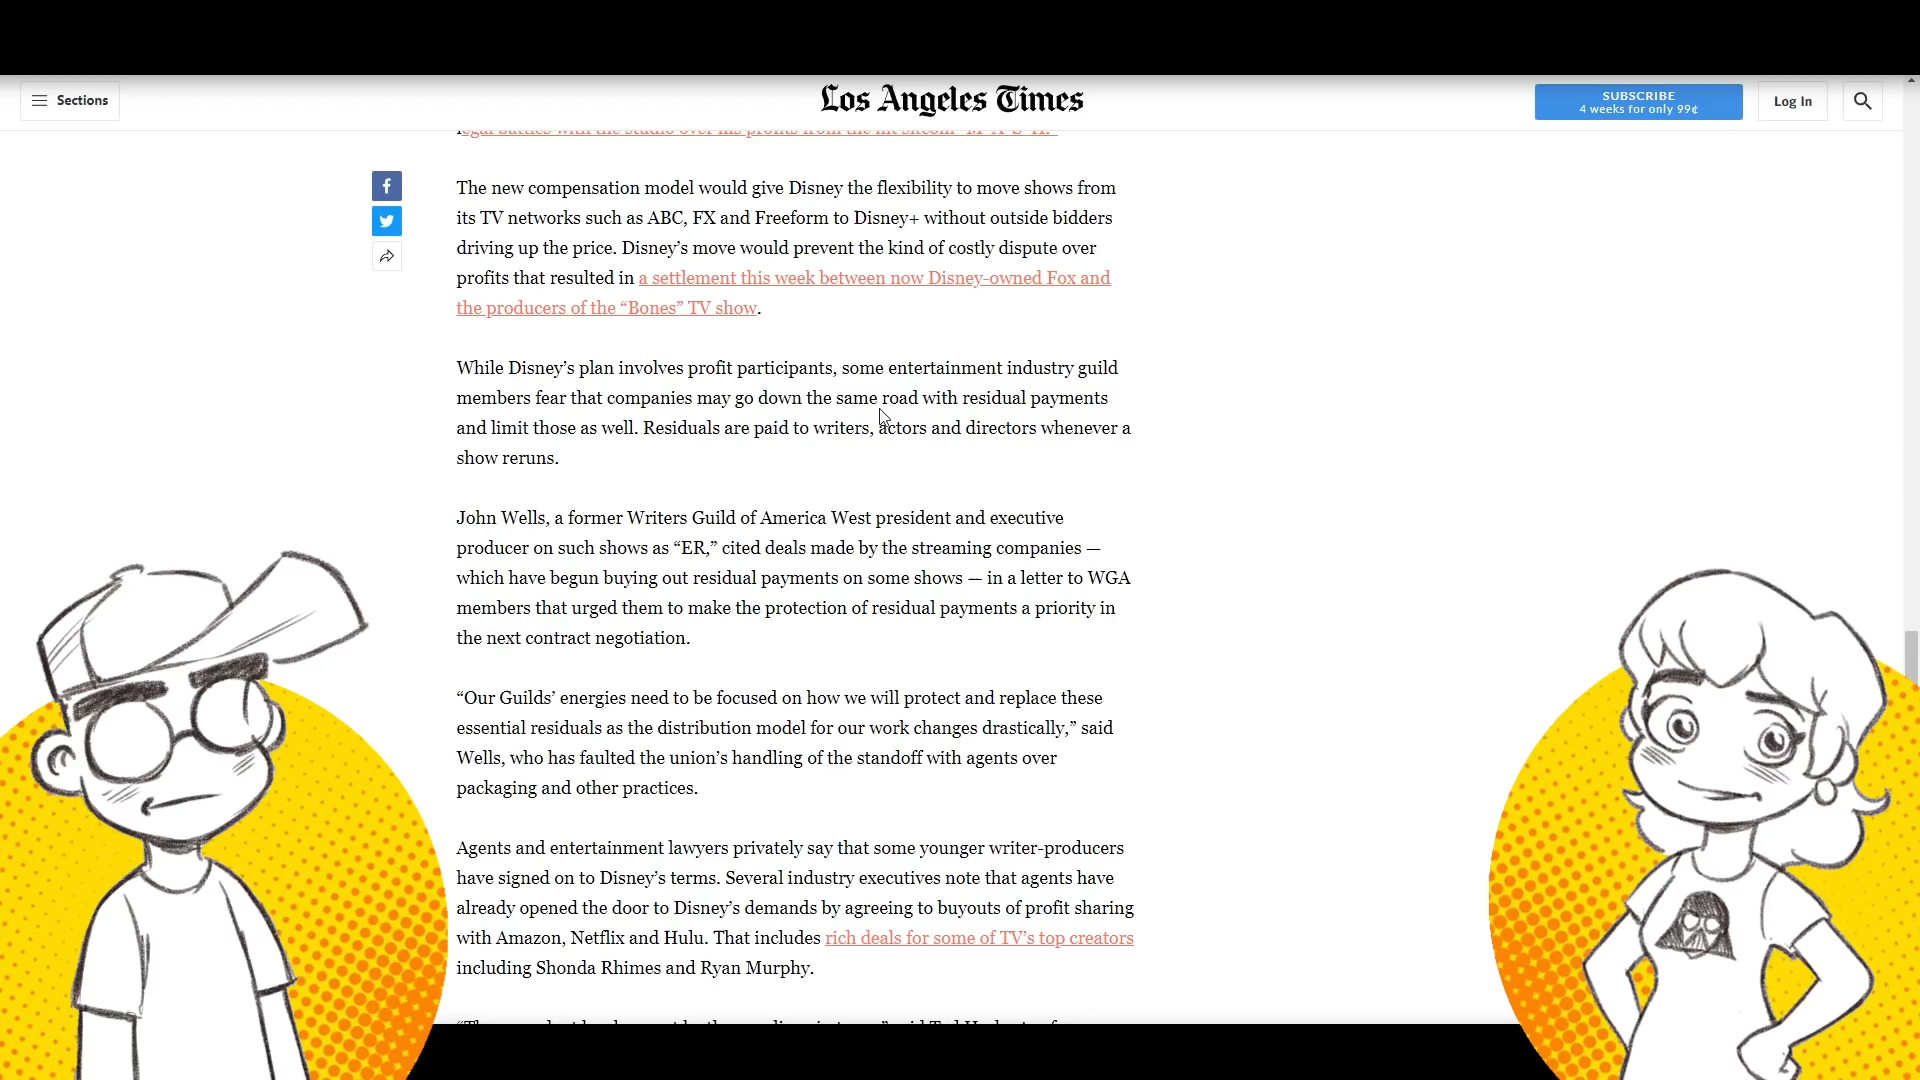 Sections
Los Angeles Times
SUBSCRIBE
4 weeks for only 99¢
Log In
legal battles with the studio over his profits from the hit sitcom “M*A*S*H.”
The new compensation model would give Disney the flexibility to move shows from
its TV networks such as ABC, FX and Freeform to Disney+ without outside bidders
driving up the price. Disney’s move would prevent the kind of costly dispute over
profits that resulted in a settlement this week between now Disney-owned Fox and
the producers of the “Bones” TV show.
While Disney’s plan involves profit participants, some entertainment industry guild
members fear that companies may go down the same road with residual payments
and limit those as well. Residuals are paid to writers, actors and directors whenever a
show reruns.
John Wells, a former Writers Guild of America West president and executive
producer on such shows as “ER,” cited deals made by the streaming companies —
which have begun buying out residual payments on some shows — in a letter to WGA
members that urged them to make the protection of residual payments a priority in
the next contract negotiation.
“Our Guilds’ energies need to be focused on how we will protect and replace these
essential residuals as the distribution model for our work changes drastically,” said
Wells, who has faulted the union’s handling of the standoff with agents over
packaging and other practices.
Agents and entertainment lawyers privately say that some younger writer-producers
have signed on to Disney’s terms. Several industry executives note that agents have
already opened the door to Disney’s demands by agreeing to buyouts of profit sharing
with Amazon, Netflix and Hulu. That includes rich deals for some of TV’s top creators
including Shonda Rhimes and Ryan Murphy.